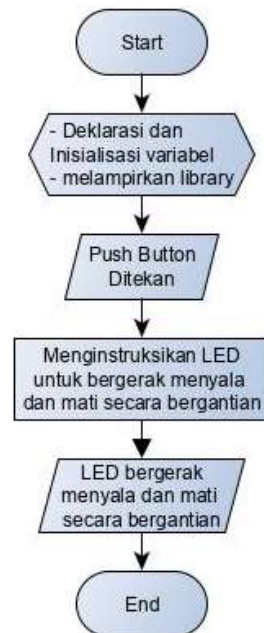 Start
- Deklarasi dan
Inisialisasi variabel
- melampirkan library
Push Button
Ditekan
Menginstruksikan LED
untuk bergerak menyala
dan mati secara bergantian
LED bergerak
menyala dan mati
secara bergantian
End